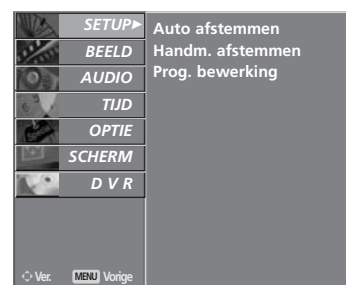 SETUP
BEELD
AUDIO
TIJD
OPTIE
SCHERM
D V R
Ver. MENU Vorige
Auto afstemmen
Handm. afstemmen
Prog. bewerking